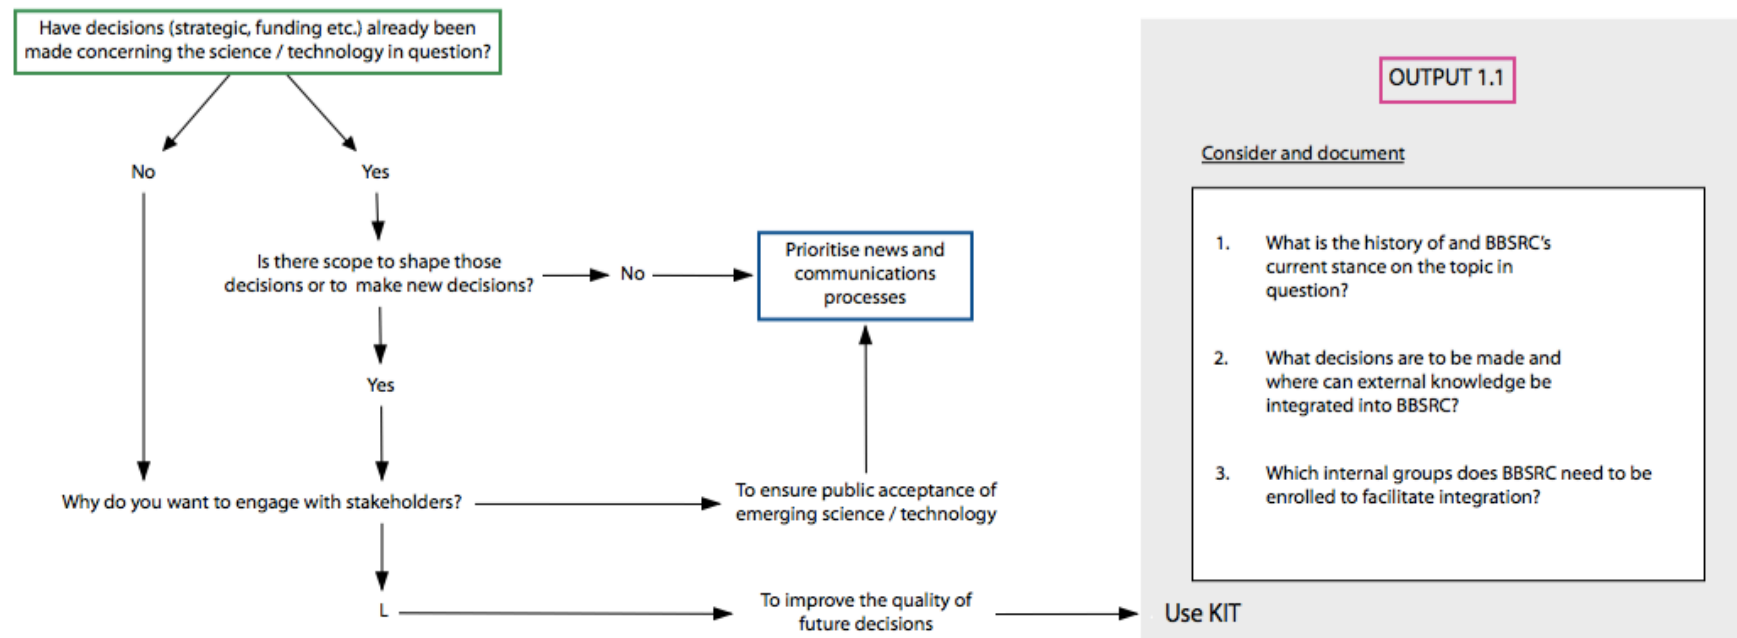 Have decisions (strategic, funding etc.) already been
made concerning the science / technology in question?
No
Yes
Is there scope to shape those
decisions or to make new decisions?
No
Prioritise news and
communications
processes
Yes
Why do you want to engage with stakeholders?
To ensure public acceptance of
emerging science / technology
L
To improve the quality of
future decisions
Use KIT
OUTPUT 1.1
Consider and document
1. What is the history of and BBSRC's
current stance on the topic in
question?
2. What decisions are to be made and
where can external knowledge be
integrated into BBSRC?
3. Which internal groups does BBSRC need to be
enrolled to facilitate integration?